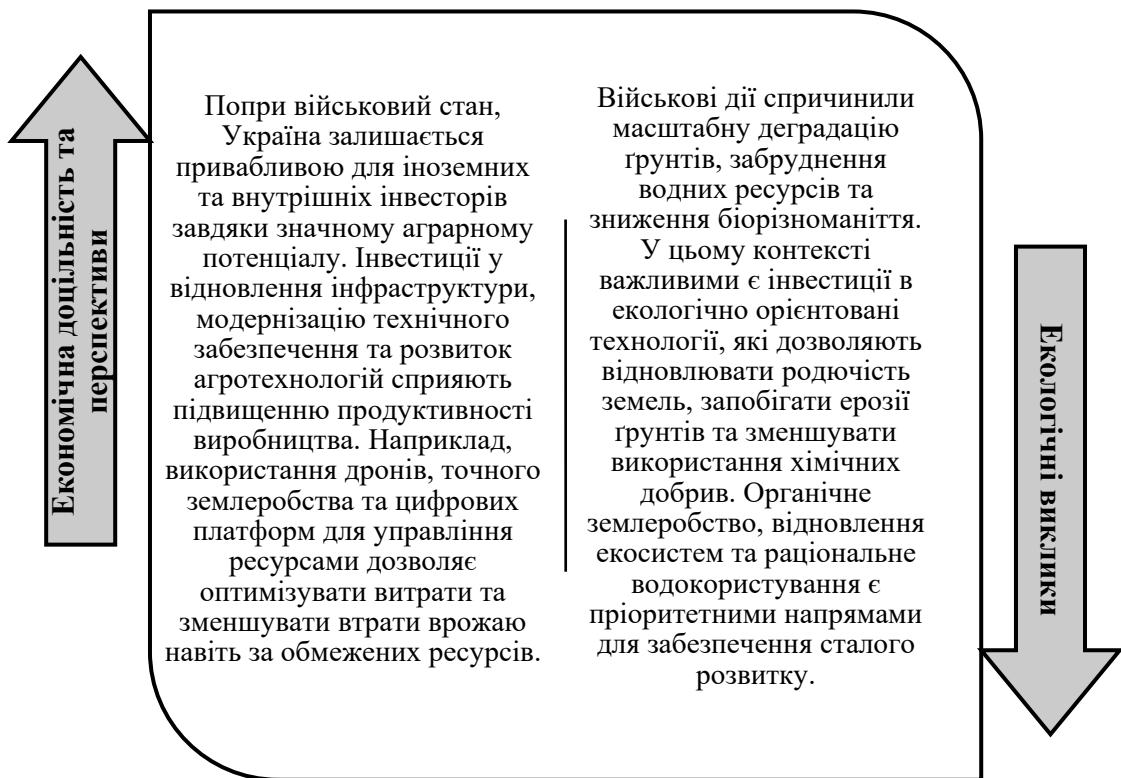 Економічна доцільність та
перспективи
Попри військовий стан,
Україна залишається
привабливою для іноземних
та внутрішніх інвесторів
завдяки значному аграрному
потенціалу. Інвестиції у
відновлення інфраструктури,
модернізацію технічного
забезпечення та розвиток
агротехнологій сприяють
підвищенню продуктивності
виробництва. Наприклад,
використання дронів, точного
землеробства та цифрових
платформ для управління
ресурсами дозволяє
оптимізувати витрати та
зменшувати втрати врожаю
навіть за обмежених ресурсів.
Військові дії спричинили
масштабну деградацію
ґрунтів, забруднення
водних ресурсів та
зниження біорізноманіття.
У цьому контексті
важливими є інвестиції в
екологічно орієнтовані
технології, які дозволяють
відновлювати родючість
земель, запобігати ерозії
ґрунтів та зменшувати
використання хімічних
добрив. Органічне
землеробство, відновлення
екосистем та раціональне
водокористування є
пріоритетними напрямами
для забезпечення сталого
розвитку.
Екологічні виклики